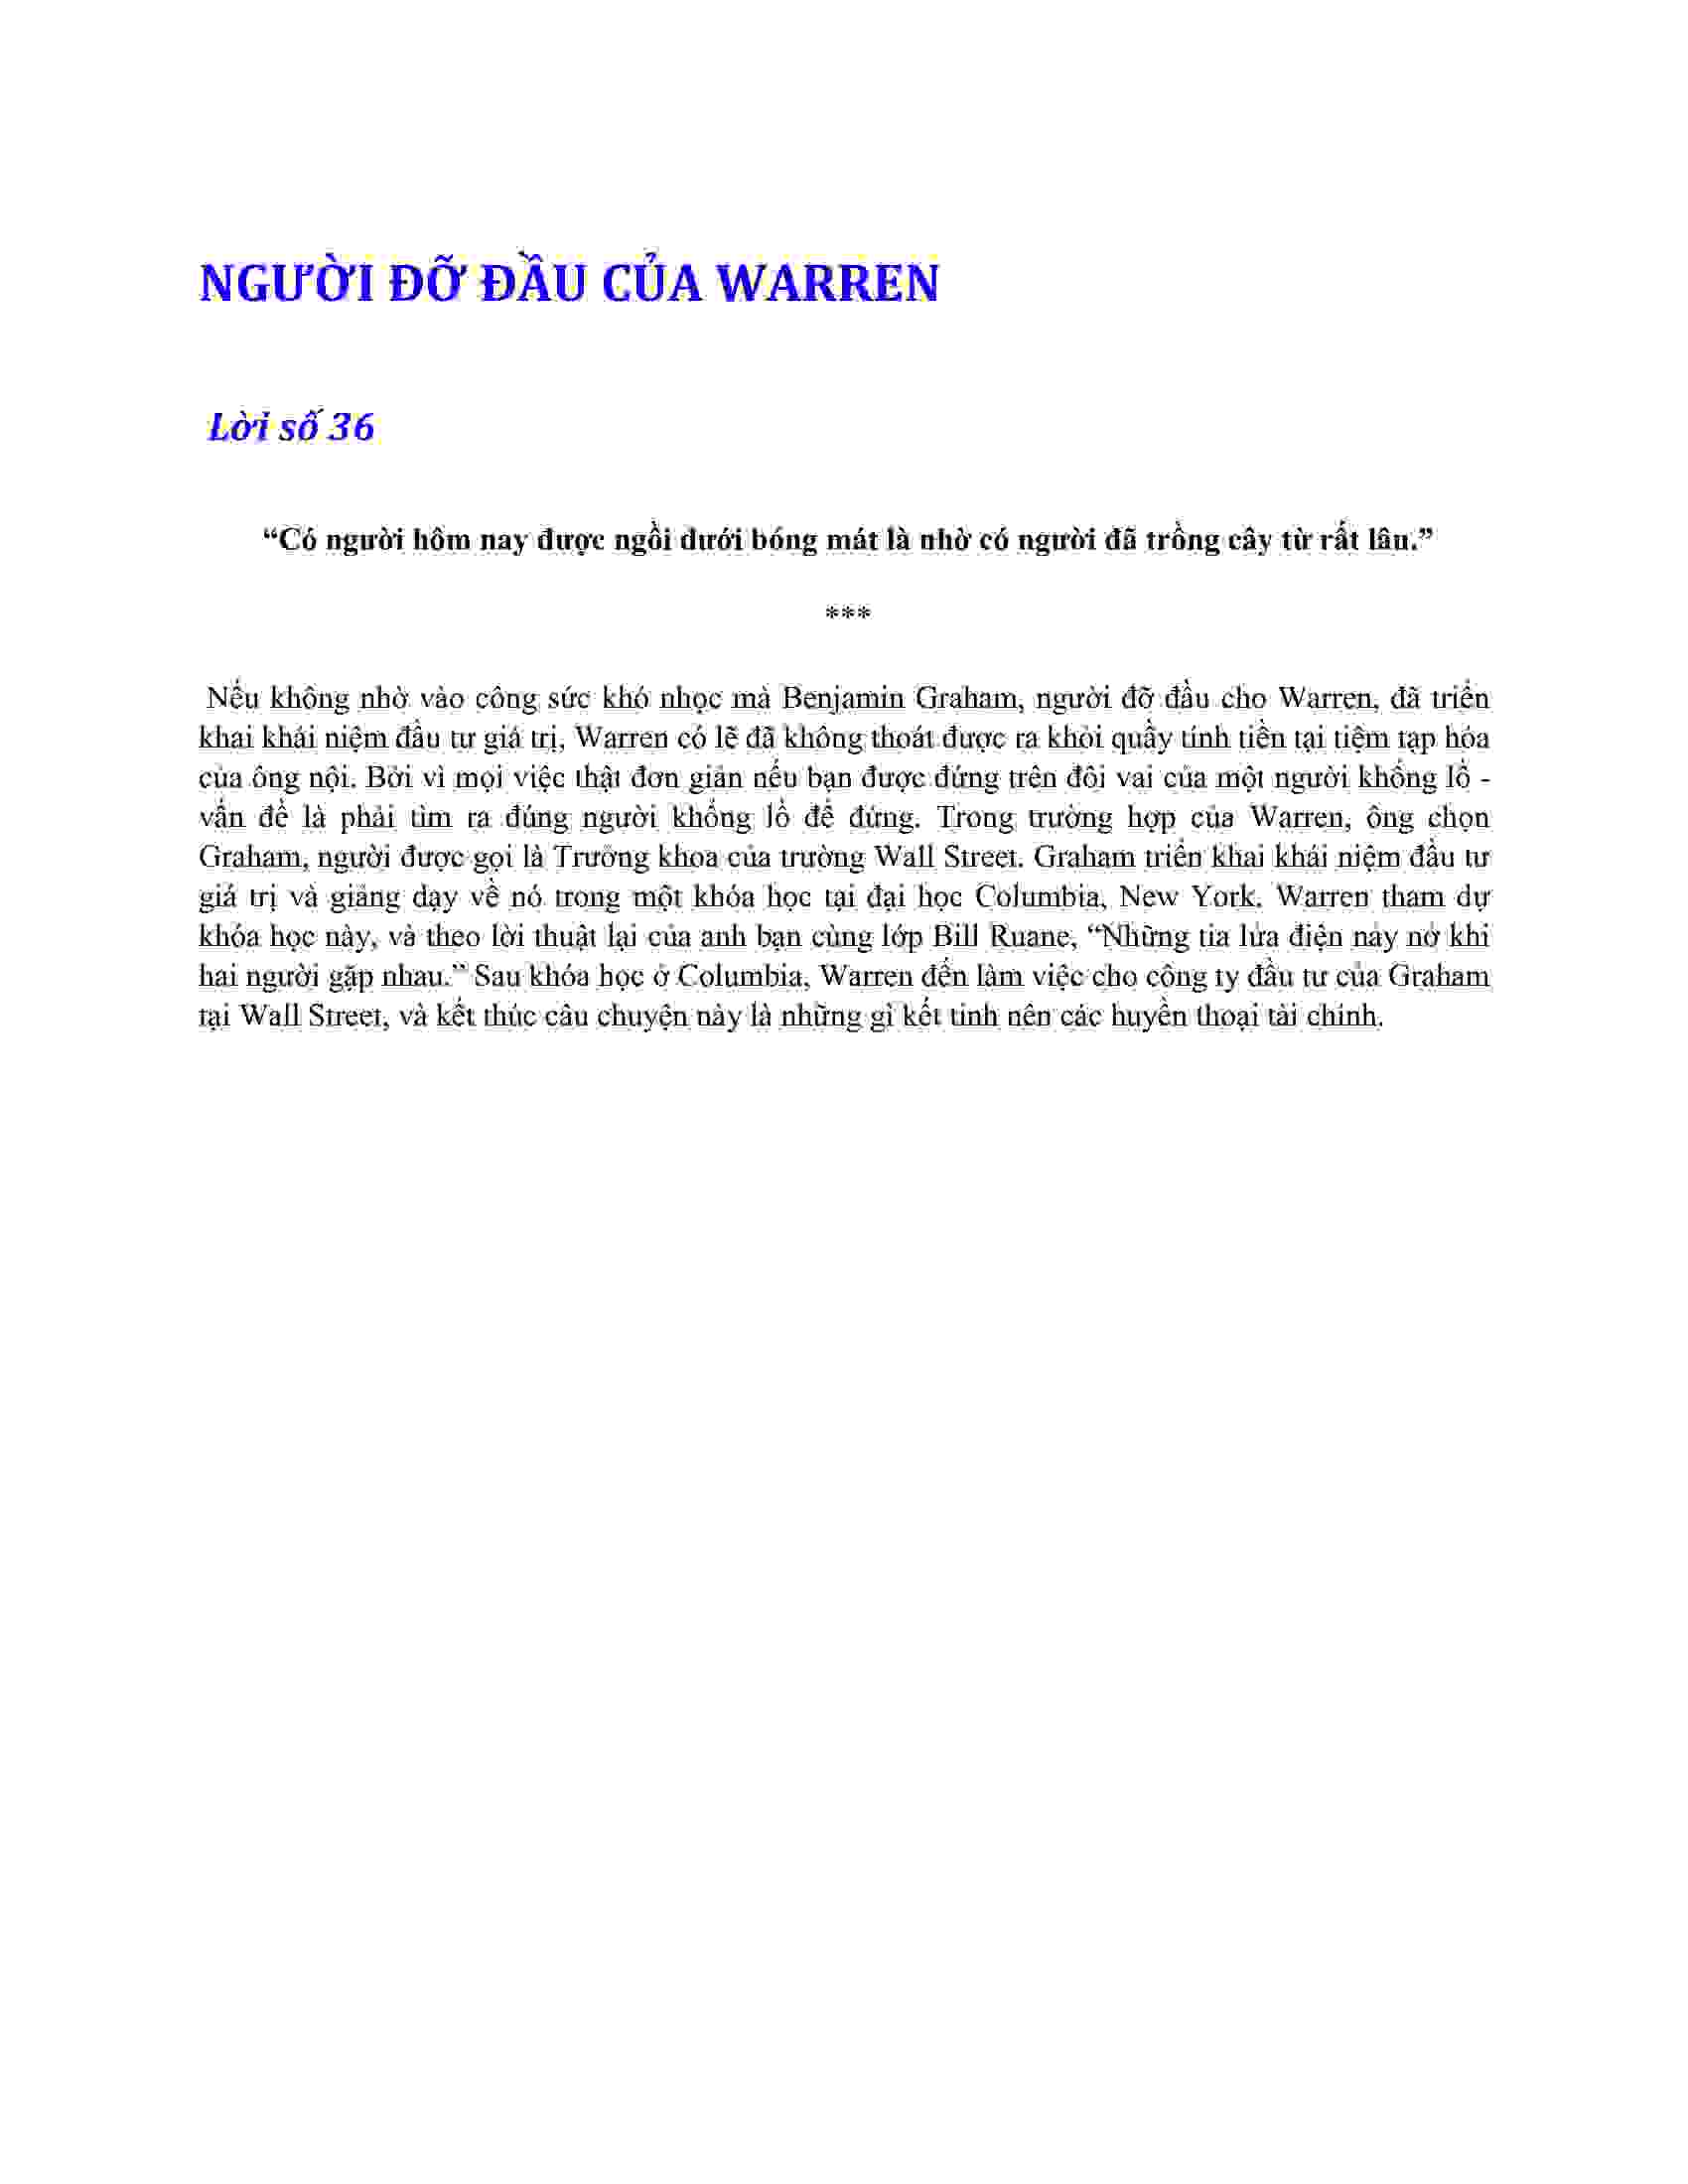 NGƯỜI ĐỠ ĐẦU CỦA WARREN
Lời số 36
“Có người hôm nay được ngồi dưới bóng mát là nhờ có người đã trồng cây từ rất lâu.”
***
Nếu không nhờ vào công sức khó nhọc mà Benjamin Graham, người đỡ đầu cho Warren, đã triển
khai khái niệm đầu tư giá trị, Warren có lẽ đã không thoát được ra khỏi quầy tính tiền tại tiệm tạp hóa
của ông nội. Bởi vì mọi việc thật đơn giản nếu bạn được đứng trên đôi vai của một người khổng lồ -
vấn đề là phải tìm ra đúng người khổng lồ để đứng. Trong trường hợp của Warren, ông chọn
Graham, người được gọi là Trưởng khoa của trường Wall Street. Graham triển khai khái niệm đầu tư
giá trị và giảng dạy về nó trong một khóa học tại đại học Columbia, New York. Warren tham dự
khóa học này, và theo lời thuật lại của anh bạn cùng lớp Bill Ruane, “Những tia lửa điện nảy nở khi
hai người gặp nhau.” Sau khóa học ở Columbia, Warren đến làm việc cho công ty đầu tư của Graham
tại Wall Street, và kết thúc câu chuyện này là những gì kết tinh nên các huyền thoại tài chính.